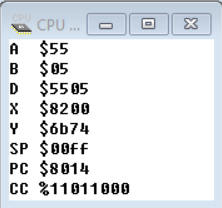 CPU ...
A $55
B $05
D $5505
X $8200
Y $6b74
SP $00ff
PC $8014
CC %11011000